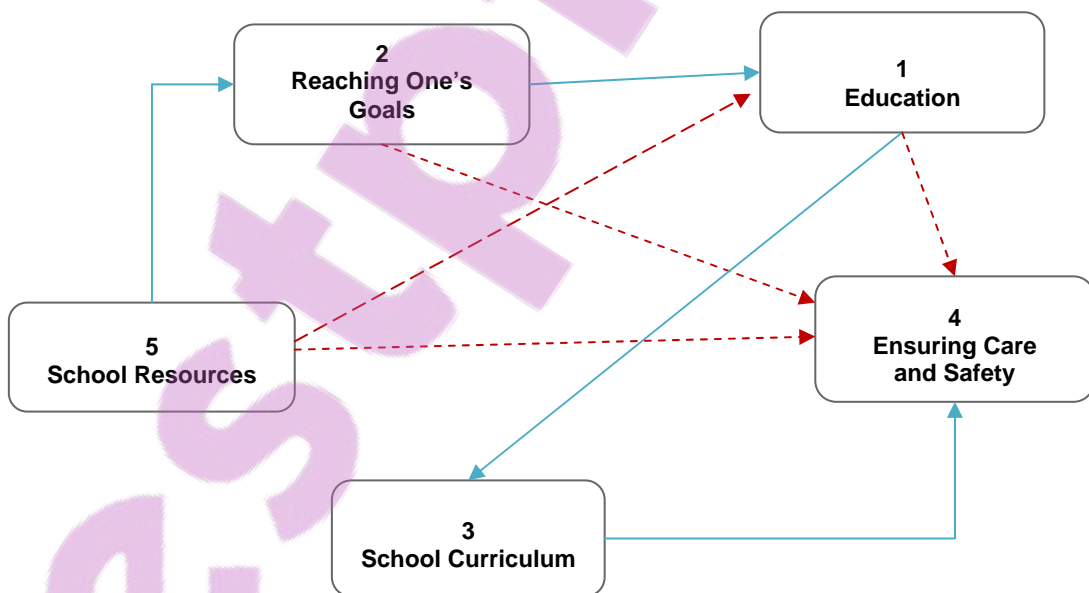 2
Reaching One's
Goals
1
Education
5
School Resources
4
Ensuring Care
and Safety
3
School Curriculum